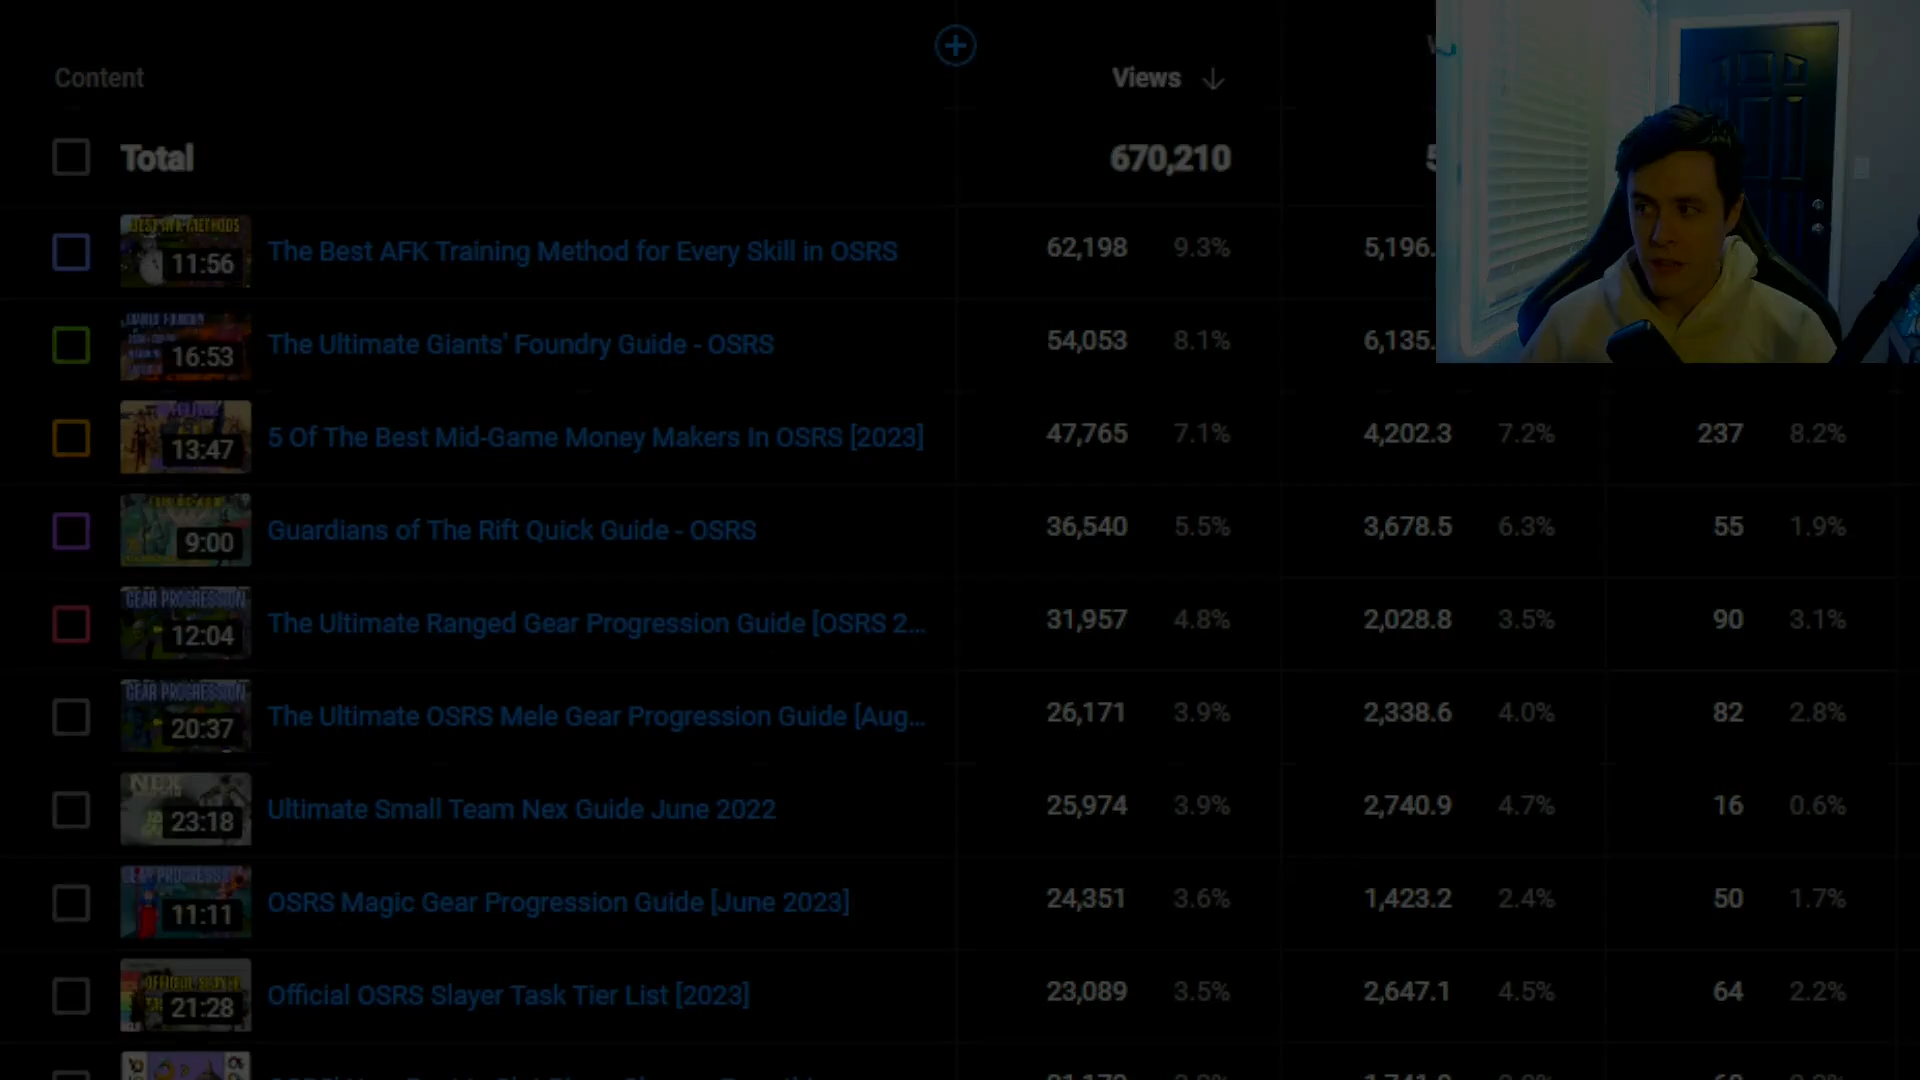 Content
Views
Total 670,210
BEST AFK METHODS
11:56 The Best AFK Training Method for Every Skill in OSRS 62,198 9.3% 5,196.
16:53 The Ultimate Giants' Foundry Guide - OSRS 54,053 8.1% 6,135.
13:47 5 Of The Best Mid-Game Money Makers In OSRS [2023] 47,765 7.1% 4,202.3 7.2% 237 8.2%
9:00 Guardians of The Rift Quick Guide - OSRS 36,540 5.5% 3,678.5 6.3% 55 1.9%
GEAR PROGRESSION
12:04 The Ultimate Ranged Gear Progression Guide [OSRS 2... 31,957 4.8% 2,028.8 3.5% 90 3.1%
GEAR PROGRESSION
20:37 The Ultimate OSRS Mele Gear Progression Guide [Aug... 26,171 3.9% 2,338.6 4.0% 82 2.8%
NEX
23:18 Ultimate Small Team Nex Guide June 2022 25,974 3.9% 2,740.9 4.7% 16 0.6%
GEAR PROGRESS
11:11 OSRS Magic Gear Progression Guide [June 2023] 24,351 3.6% 1,423.2 2.4% 50 1.7%
OFFICIAL SLAYER
21:28 Official OSRS Slayer Task Tier List [2023] 23,089 3.5% 2,647.1 4.5% 64 2.2%